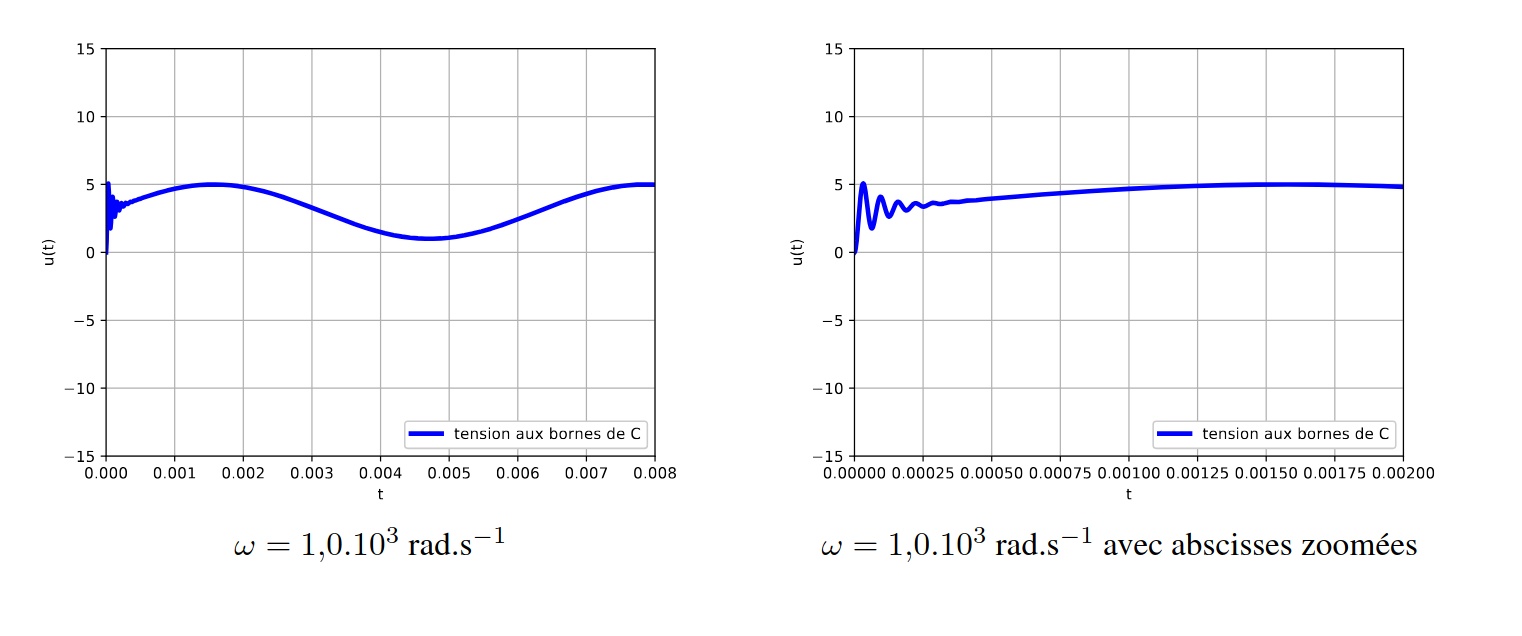 15
10
5
0
−5
−10
−15
u(t)
0.000 0.001 0.002 0.003 0.004 0.005 0.006 0.007 0.008
t
tension aux bornes de C
ω = 1,0.10³ rad.s⁻¹
15
10
5
0
−5
−10
−15
u(t)
0.00000 0.00025 0.00050 0.00075 0.00100 0.00125 0.00150 0.00175 0.00200
t
tension aux bornes de C
ω = 1,0.10³ rad.s⁻¹ avec abscisses zoomées